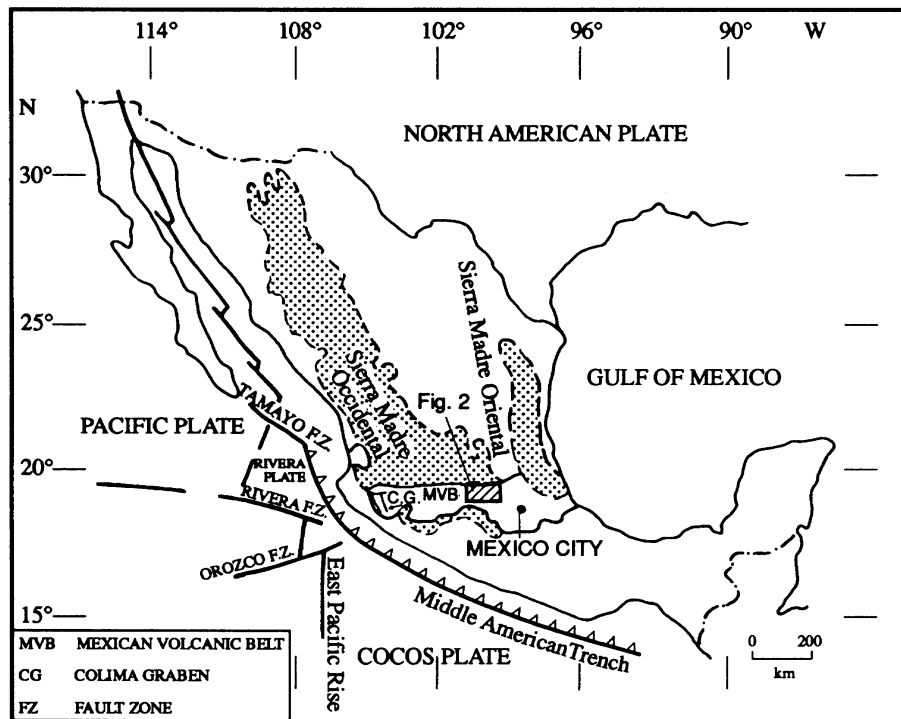 114° 108° 102° 96° 90° W
N
NORTH AMERICAN PLATE
30°
25°
20°
15°
Sierra Madre Occidental
Sierra Madre Oriental
Fig. 2
GULF OF MEXICO
PACIFIC PLATE
TAMAYO F.Z.
RIVERA
PLATE
RIVERA F.Z.
OROZCO F.Z.
C.G.
MVB
MEXICO CITY
East Pacific Rise
Middle American Trench
COCOS PLATE
0 200
km
MVB MEXICAN VOLCANIC BELT
CG COLIMA GRABEN
FZ FAULT ZONE